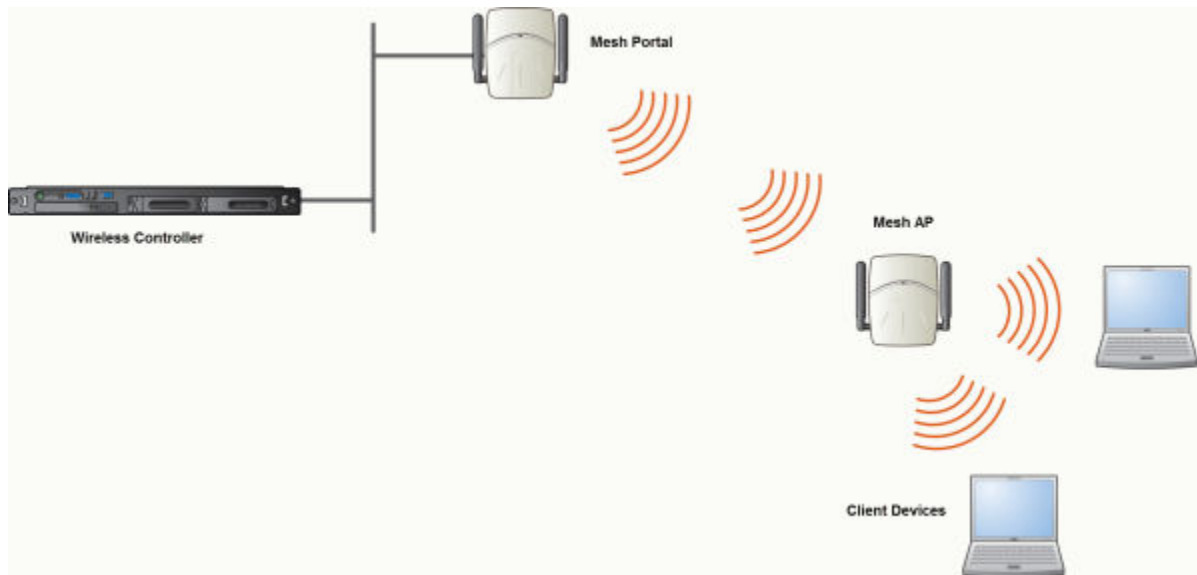 Mesh Portal
Wireless Controller
Mesh AP
Client Devices